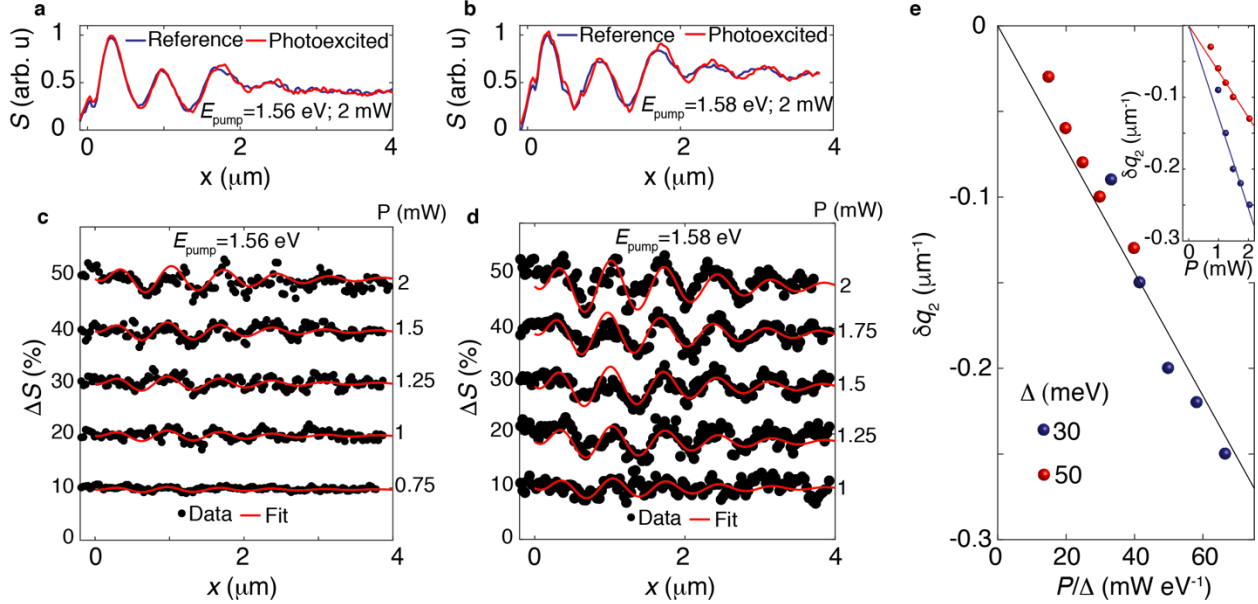 a
1
Reference
Photoexcited
S (arb. u)
0.5
E_pump=1.56 eV; 2 mW
0
0 2 4
x (μm)
b
1
Reference
Photoexcited
S (arb. u)
0.5
E_pump=1.58 eV; 2 mW
0
0 2 4
x (μm)
c
P (mW)
E_pump=1.56 eV
50
40
30
20
10
0
ΔS (%)
2
1.5
1.25
1
0.75
Data
Fit
0 2 4
x (μm)
d
P (mW)
E_pump=1.58 eV
50
40
30
20
10
0
ΔS (%)
2
1.75
1.5
1.25
1
Data
Fit
0 2 4
x (μm)
e
0
-0.1
-0.2
-0.3
δq₂ (μm⁻¹)
Δ (meV)
30
50
0 20 40 60
P/Δ (mW eV⁻¹)
0
-0.1
-0.2
-0.3
δq₂ (μm⁻¹)
0 1 2
P (mW)